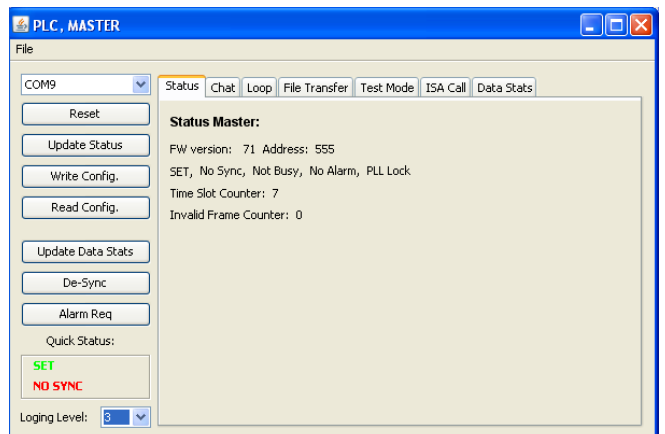 PLC, MASTER
File
COM9
Reset
Update Status
Write Config.
Read Config.
Update Data Stats
De-Sync
Alarm Req
Quick Status:
SET
NO SYNC
Loging Level: 3
Status Chat Loop File Transfer Test Mode ISA Call Data Stats
Status Master:
FW version: 71 Address: 555
SET, No Sync, Not Busy, No Alarm, PLL Lock
Time Slot Counter: 7
Invalid Frame Counter: 0